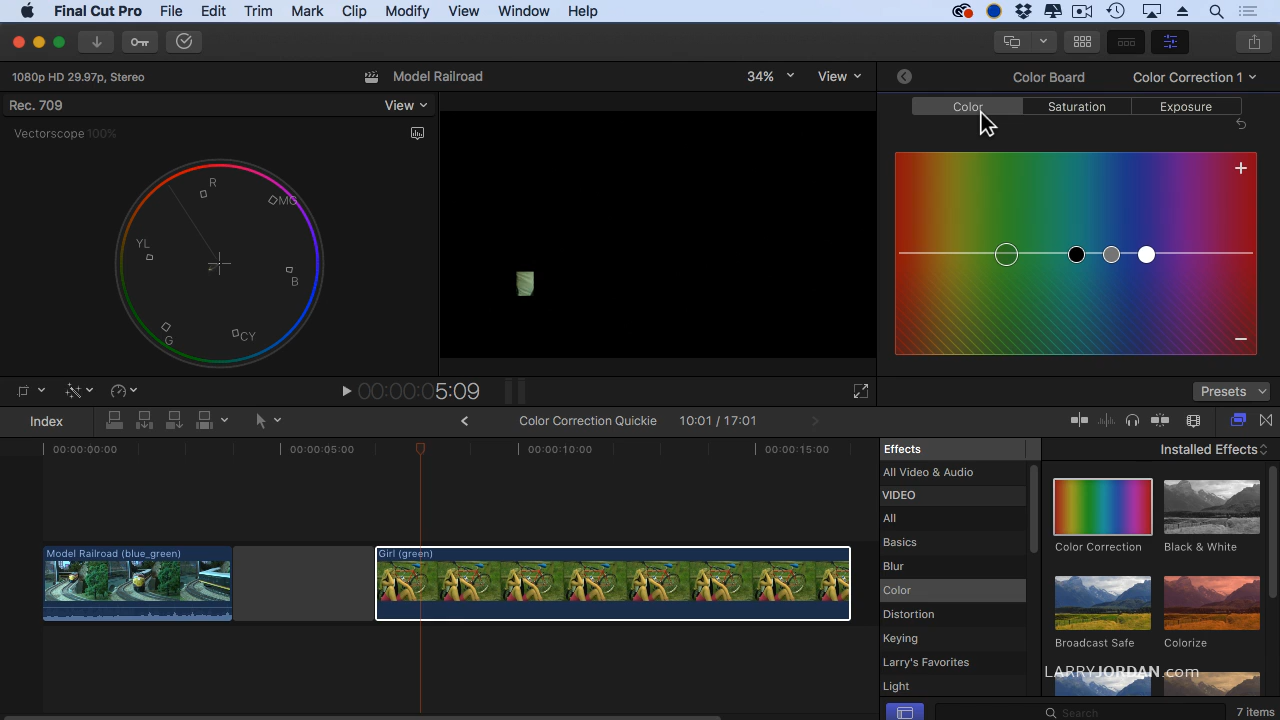 Final Cut Pro File Edit Trim Mark Clip Modify View Window Help
1080p HD 29.97p, Stereo Model Railroad 34% View Color Board Color Correction 1
Rec. 709 View Color Saturation Exposure
Vectorscope 100%
R
MG
YL
B
G
CY
+
−
00:00:00:05:09 Presets
Index Color Correction Quickie 10:01 / 17:01
00:00:00:00 00:00:05:00 00:00:10:00 00:00:15:00
Model Railroad (blue_green) Girl (green)
Effects Installed Effects
All Video & Audio
VIDEO
All
Basics
Blur
Color
Distortion
Keying
Larry's Favorites
Light
Color Correction Black & White
Broadcast Safe Colorize
LARRYJORDAN.com
Search 7 items